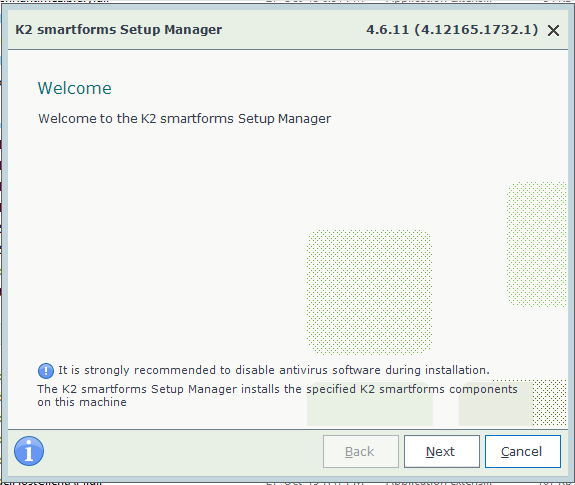 K2 smartforms Setup Manager 4.6.11 (4.12165.1732.1)
Welcome
Welcome to the K2 smartforms Setup Manager
It is strongly recommended to disable antivirus software during installation.
The K2 smartforms Setup Manager installs the specified K2 smartforms components
on this machine
Back Next Cancel